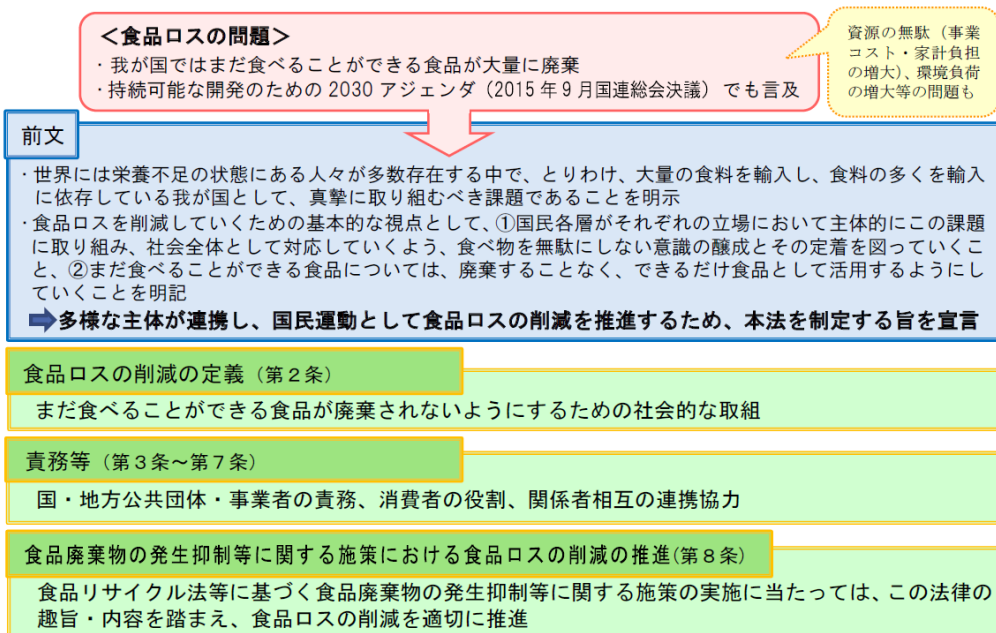 <食品ロスの問題>
・我が国ではまだ食べることができる食品が大量に廃棄
・持続可能な開発のための 2030 アジェンダ(2015 年9月国連総会決議)でも言及
資源の無駄(事業
コスト・家計負担
の増大)、環境負荷
の増大等の問題も
前文
・世界には栄養不足の状態にある人々が多数存在する中で、とりわけ、大量の食料を輸入し、食料の多くを輸入
に依存している我が国として、真摯に取り組むべき課題であることを明示
・食品ロスを削減していくための基本的な視点として、①国民各層がそれぞれの立場において主体的にこの課題
に取り組み、社会全体として対応していくよう、食べ物を無駄にしない意識の醸成とその定着を図っていくこ
と、②まだ食べることができる食品については、廃棄することなく、できるだけ食品として活用するようにし
ていくことを明記
多様な主体が連携し、国民運動として食品ロスの削減を推進するため、本法を制定する旨を宣言
食品ロスの削減の定義(第2条)
まだ食べることができる食品が廃棄されないようにするための社会的な取組
責務等(第3条~第7条)
国・地方公共団体・事業者の責務、消費者の役割、関係者相互の連携協力
食品廃棄物の発生抑制等に関する施策における食品ロスの削減の推進(第8条)
食品リサイクル法等に基づく食品廃棄物の発生抑制等に関する施策の実施に当たっては、この法律の
趣旨・内容を踏まえ、食品ロスの削減を適切に推進